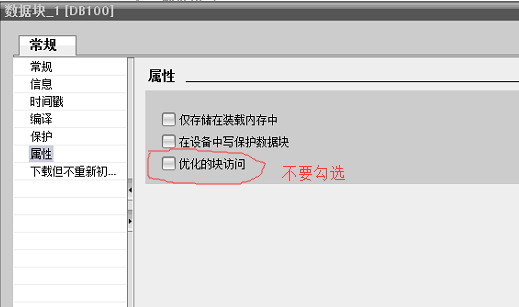 数据块_1 [DB100]
常规
常规
信息
时间戳
编译
保护
属性
下载但不重新初...
属性
仅存储在装载内存中
在设备中写保护数据块
优化的块访问
不要勾选